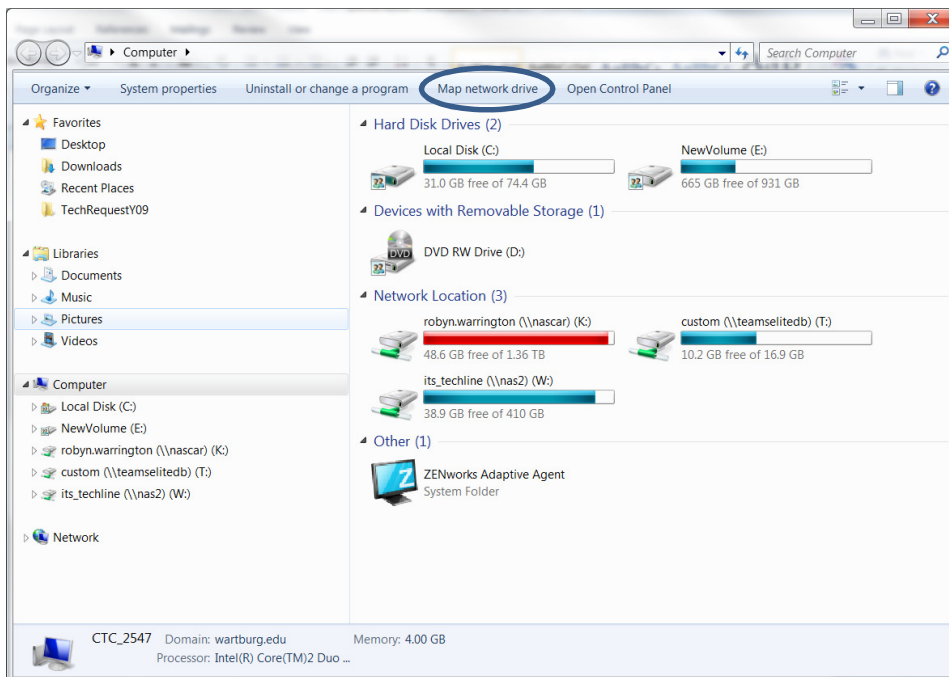 Computer
Search Computer
Organize System properties Uninstall or change a program Map network drive Open Control Panel
Favorites
Desktop
Downloads
Recent Places
TechRequestY09
Libraries
Documents
Music
Pictures
Videos
Computer
Local Disk (C:)
NewVolume (E:)
robyn.warrington (\\nascar) (K:)
custom (\\teamselitedb) (T:)
its_techline (\\nas2) (W:)
Network
Hard Disk Drives (2)
Local Disk (C:)
31.0 GB free of 74.4 GB
NewVolume (E:)
665 GB free of 931 GB
Devices with Removable Storage (1)
DVD
DVD RW Drive (D:)
Network Location (3)
robyn.warrington (\\nascar) (K:)
48.6 GB free of 1.36 TB
custom (\\teamselitedb) (T:)
10.2 GB free of 16.9 GB
its_techline (\\nas2) (W:)
38.9 GB free of 410 GB
Other (1)
Z
ZENworks Adaptive Agent
System Folder
CTC_2547 Domain: wartburg.edu Memory: 4.00 GB
Processor: Intel(R) Core(TM)2 Duo ...